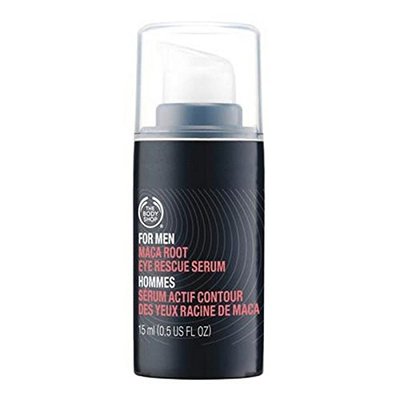 THE
BODY
SHOP®
FOR MEN
MACA ROOT
EYE RESCUE SERUM
HOMMES
SERUM ACTIF CONTOUR
DES YEUX RACINE DE MACA
15 ml (0.5 US FL OZ)